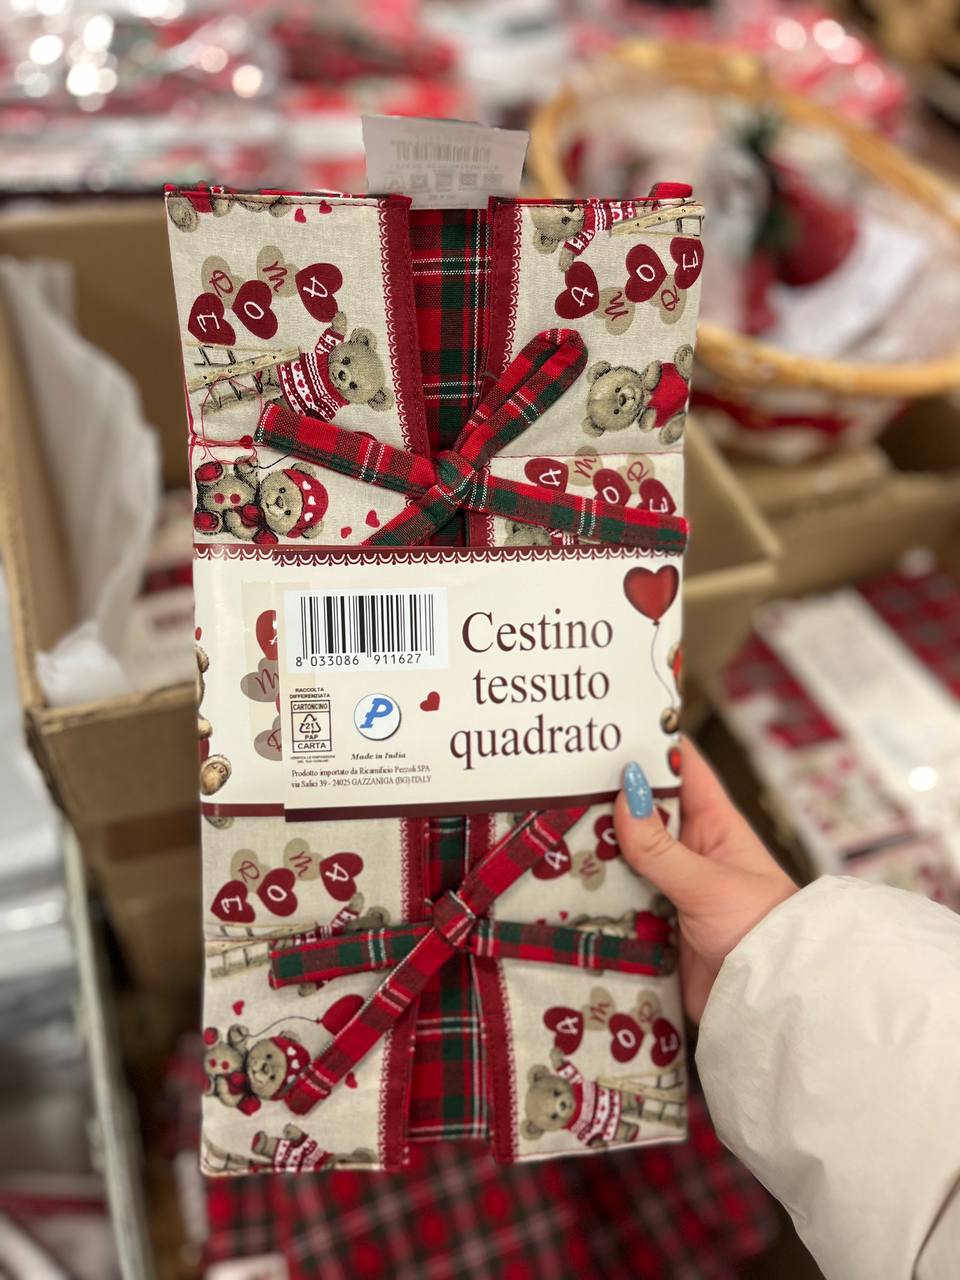 Cestino
tessuto
quadrato
8 033086 911627
RACCOLTA
DIFFERENZIATA
CARTONCINO
21
PAP
CARTA
P
Made in India
Prodotto importato da Ricamificio Pezzoli SPA
via Salici 39 - 24025 GAZZANIGA (BG) ITALY